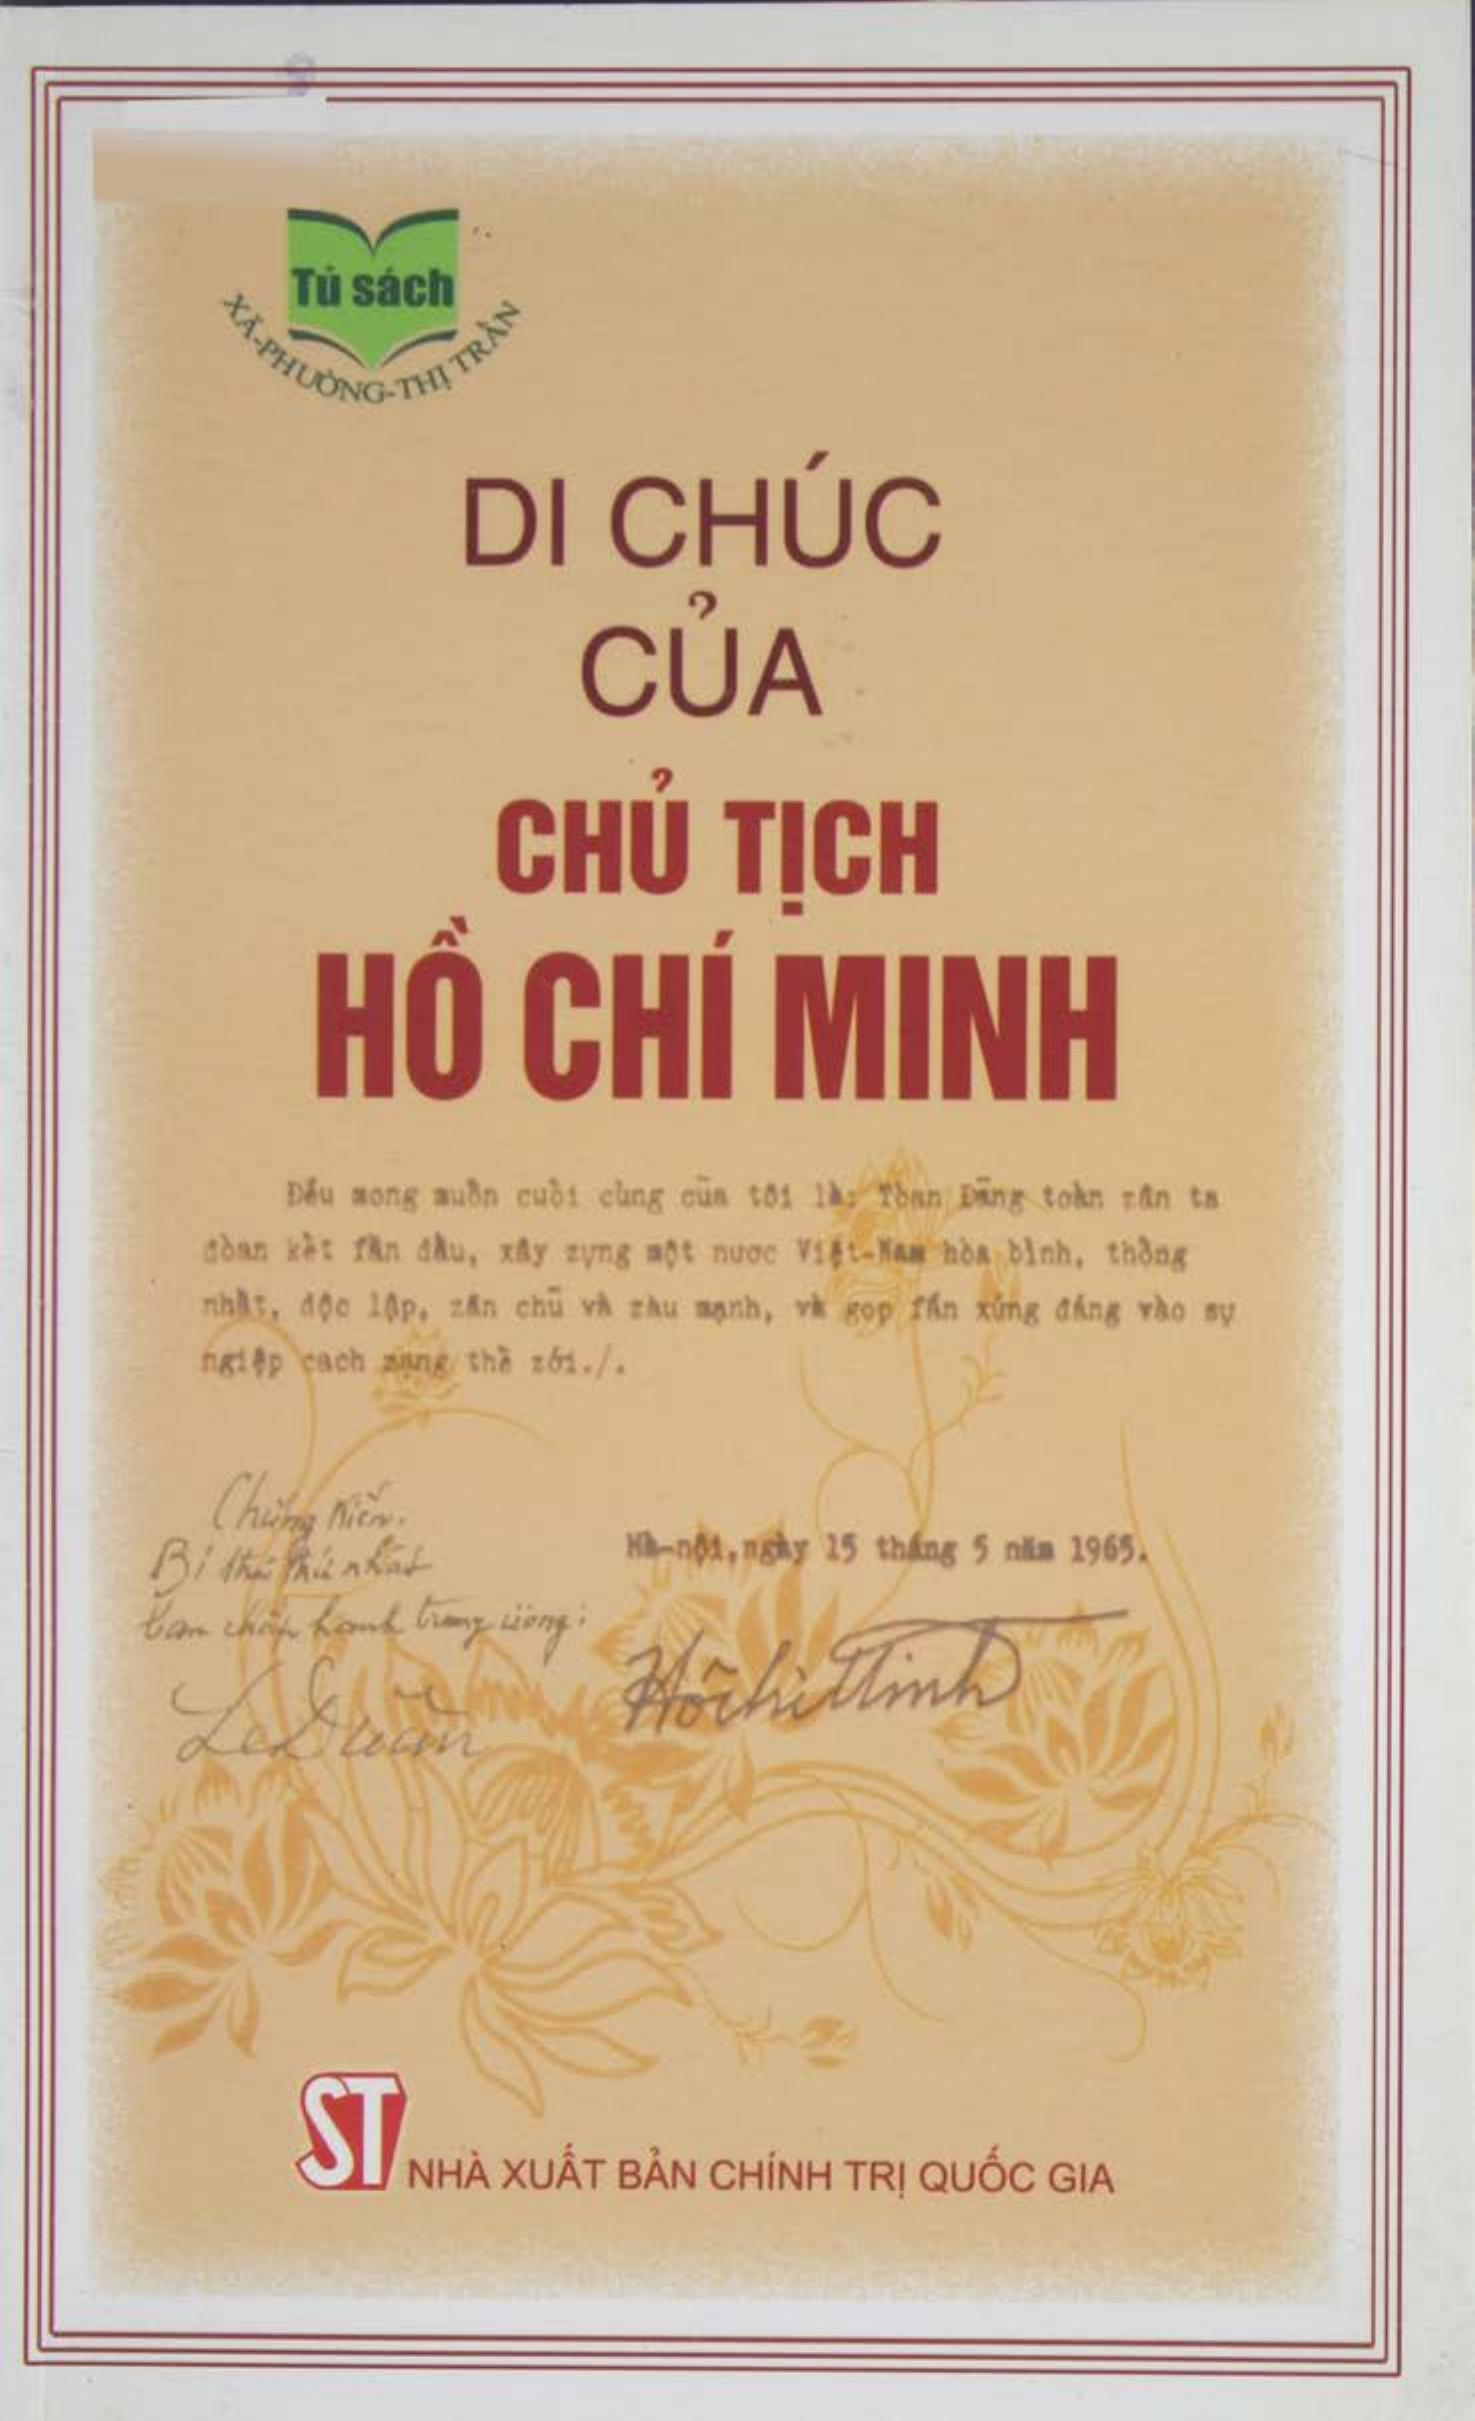 Tủ sách
XÃ-PHƯỜNG-THỊ TRẤN
DI CHÚC
CỦA
CHỦ TỊCH
HỒ CHÍ MINH
Đều mong muốn cuối cùng của tôi là: Toàn Đảng toàn zân ta
đoàn kết fấn đấu, xây zựng một nước Việt-Nam hòa bình, thống
nhất, độc lập, zân chủ và zàu mạnh, và góp fần xứng đáng vào sự
ngiệp cách mạng thế zới./.
Chứng kiến.
Bí thư thứ nhất
ban chấp hành trung ương:
Hà-nội, ngày 15 tháng 5 năm 1965.
Lê Duẩn
Hồ Chí Minh
ST
NHÀ XUẤT BẢN CHÍNH TRỊ QUỐC GIA